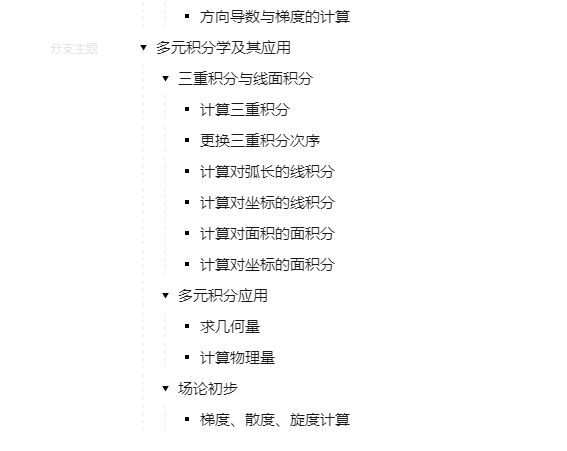 方向导数与梯度的计算
分支主题
多元积分学及其应用
三重积分与线面积分
计算三重积分
更换三重积分次序
计算对弧长的线积分
计算对坐标的线积分
计算对面积的面积分
计算对坐标的面积分
多元积分应用
求几何量
计算物理量
场论初步
梯度、散度、旋度计算